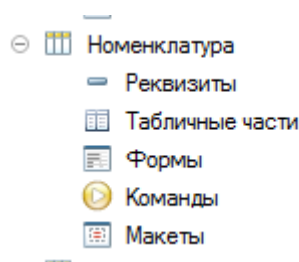 Номенклатура
Реквизиты
Табличные части
Формы
Команды
Макеты